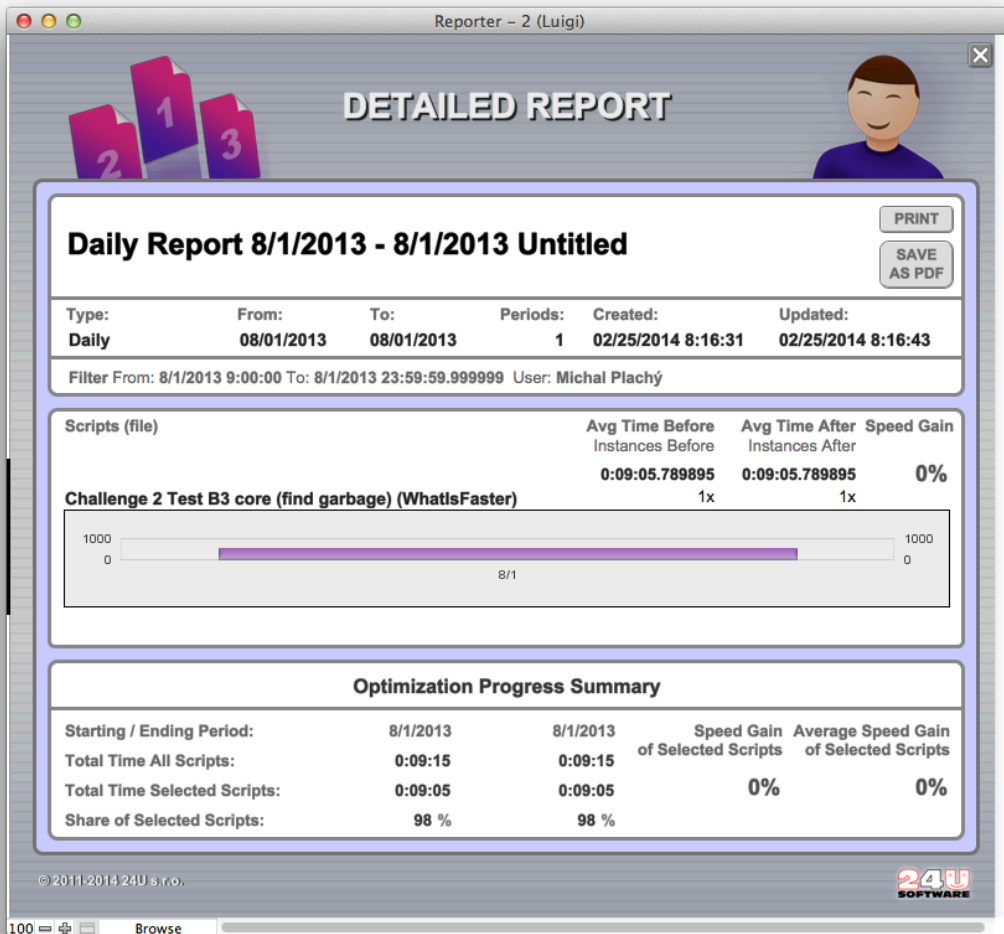 Reporter – 2 (Luigi)
1
2
3
DETAILED REPORT
PRINT
Daily Report 8/1/2013 - 8/1/2013 Untitled
SAVE
AS PDF
Type: From: To: Periods: Created: Updated:
Daily 08/01/2013 08/01/2013 1 02/25/2014 8:16:31 02/25/2014 8:16:43
Filter From: 8/1/2013 9:00:00 To: 8/1/2013 23:59:59.999999 User: Michal Plachý
Scripts (file) Avg Time Before Avg Time After Speed Gain
Instances Before Instances After
0:09:05.789895 0:09:05.789895 0%
Challenge 2 Test B3 core (find garbage) (WhatIsFaster) 1x 1x
1000 1000
0 0
8/1
Optimization Progress Summary
Starting / Ending Period: 8/1/2013 8/1/2013 Speed Gain Average Speed Gain
of Selected Scripts of Selected Scripts
Total Time All Scripts: 0:09:15 0:09:15
Total Time Selected Scripts: 0:09:05 0:09:05 0% 0%
Share of Selected Scripts: 98 % 98 %
© 2011-2014 24U s.r.o.
24U
SOFTWARE
100 Browse